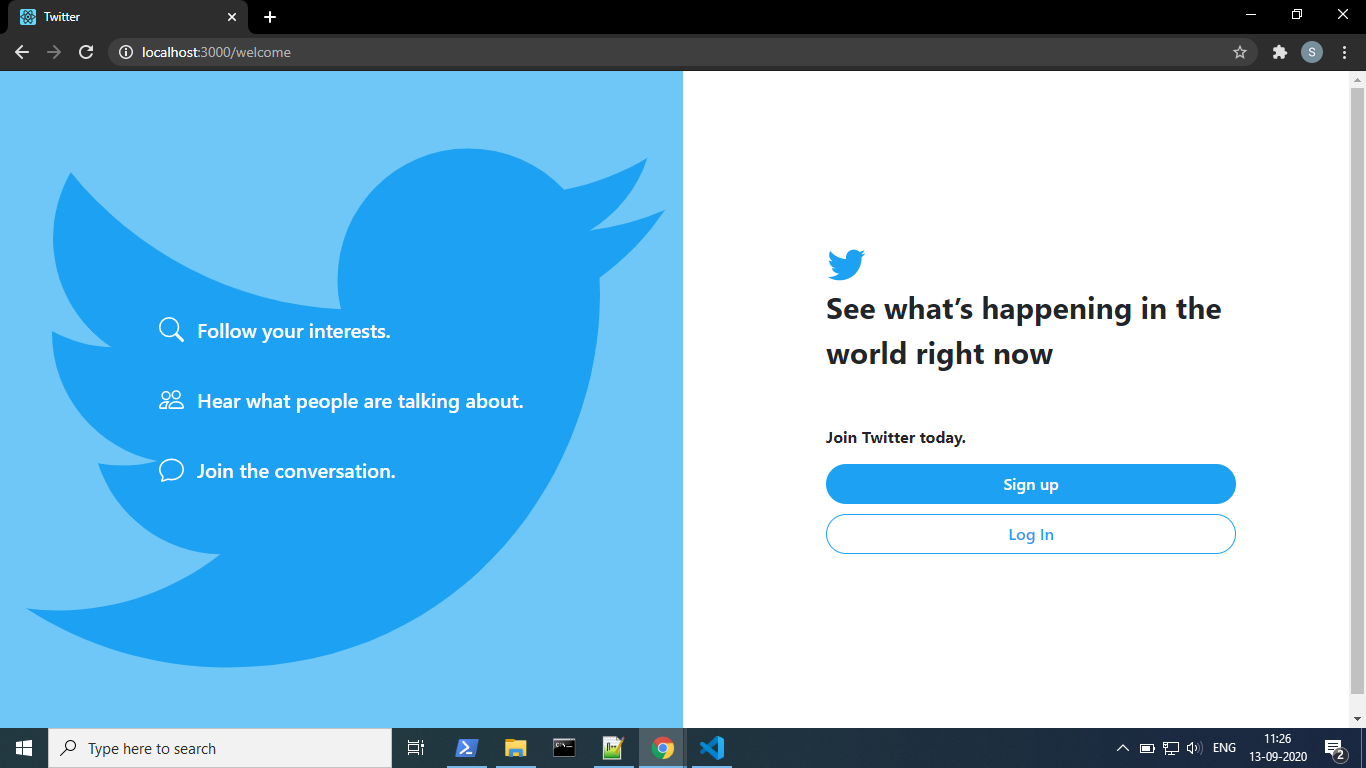 Twitter
localhost:3000/welcome
S
Follow your interests.
Hear what people are talking about.
Join the conversation.
See what’s happening in the
world right now
Join Twitter today.
Sign up
Log In
Type here to search
ENG
11:26
13-09-2020
2